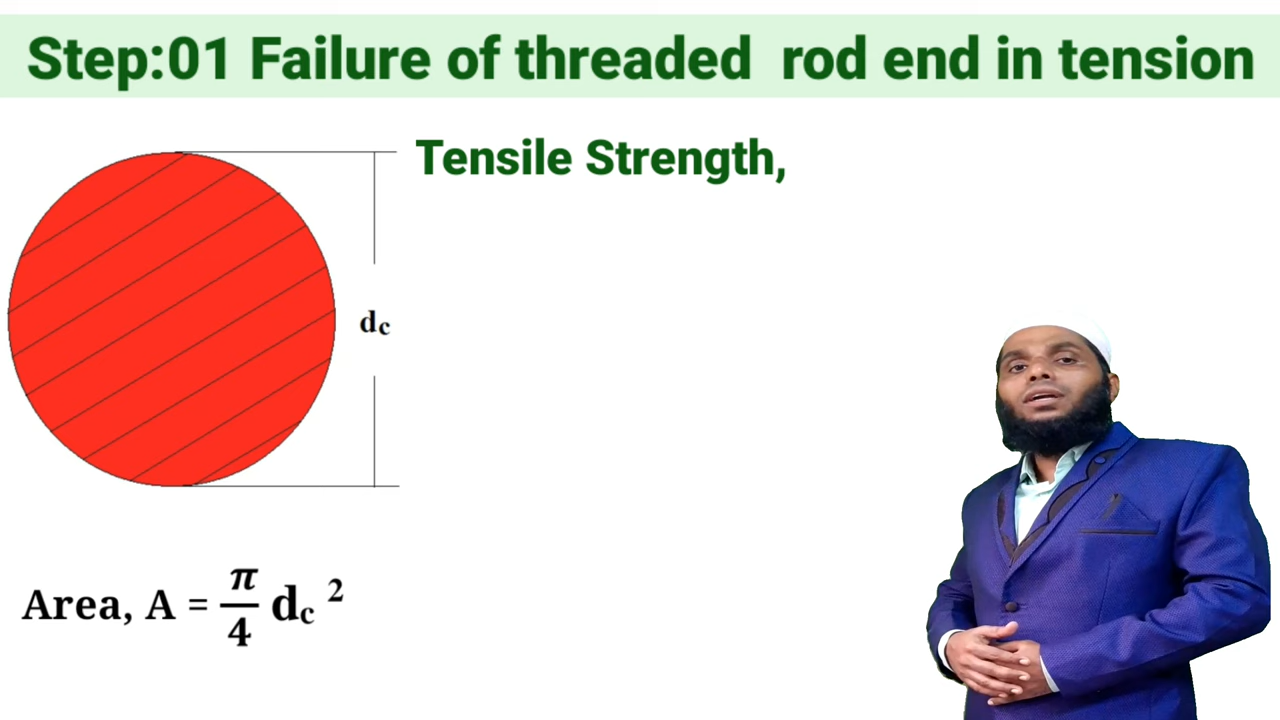 Step:01 Failure of threaded rod end in tension
Tensile Strength,
dc
Area, A = π/4 dc ²